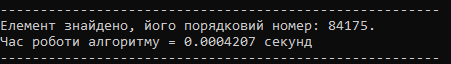 --------------------------------------------------------
Елемент знайдено, його порядковий номер: 84175.
Час роботи алгоритму = 0.0004207 секунд
--------------------------------------------------------